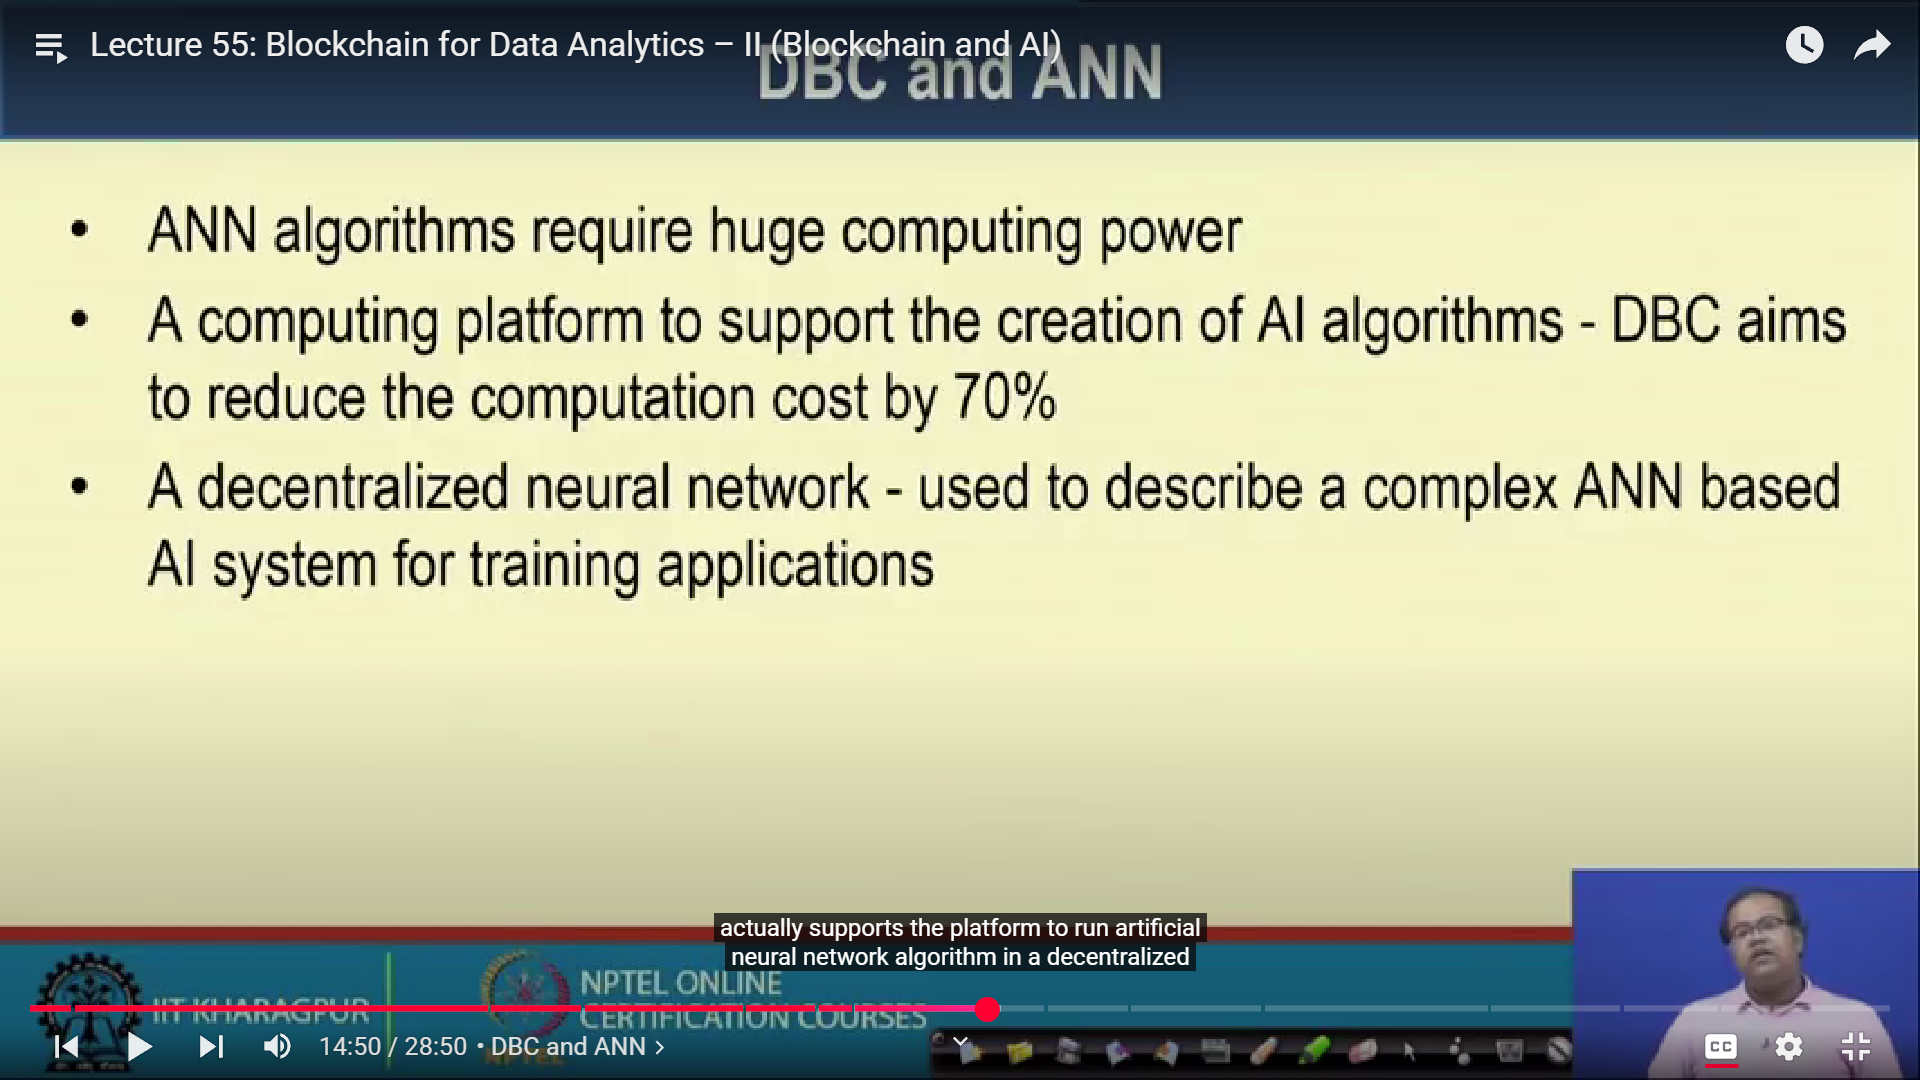 Lecture 55: Blockchain for Data Analytics – II (Blockchain and AI)
DBC and ANN
• ANN algorithms require huge computing power
• A computing platform to support the creation of AI algorithms - DBC aims
to reduce the computation cost by 70%
• A decentralized neural network - used to describe a complex ANN based
AI system for training applications
actually supports the platform to run artificial
neural network algorithm in a decentralized
IIT KHARAGPUR
NPTEL ONLINE
CERTIFICATION COURSES
NPTEL
14:50 / 28:50 • DBC and ANN
CC